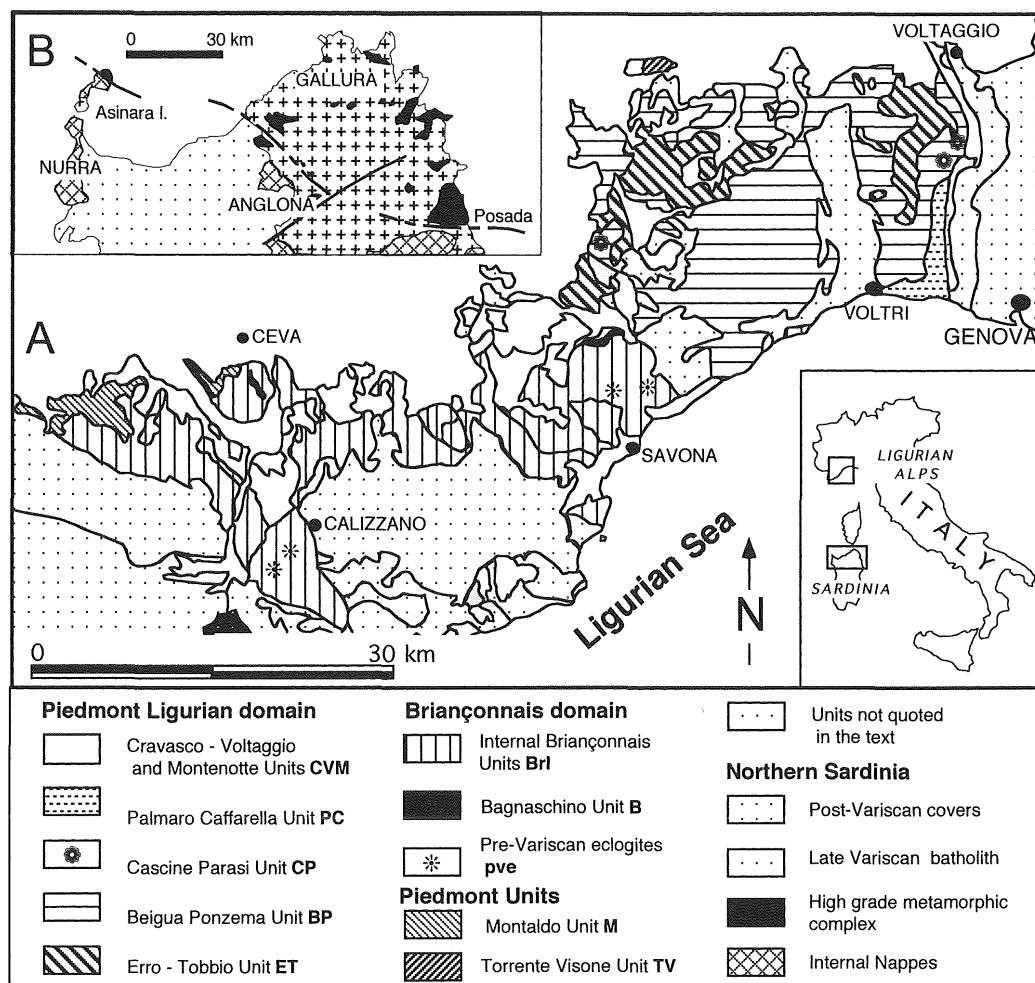 B
0 30 km
GALLURA
Asinara I.
NURRA
ANGLONA
Posada
VOLTAGGIO
VOLTRI
GENOVA
A
CEVA
SAVONA
CALIZZANO
Ligurian Sea
N
0 30 km
LIGURIAN
ALPS
ITALY
SARDINIA
Piedmont Ligurian domain
Cravasco - Voltaggio
and Montenotte Units CVM
Palmaro Caffarella Unit PC
Cascine Parasi Unit CP
Beigua Ponzema Unit BP
Erro - Tobbio Unit ET
Briançonnais domain
Internal Briançonnais
Units BrI
Bagnaschino Unit B
Pre-Variscan eclogites
pve
Piedmont Units
Montaldo Unit M
Torrente Visone Unit TV
Units not quoted
in the text
Northern Sardinia
Post-Variscan covers
Late Variscan batholith
High grade metamorphic
complex
Internal Nappes